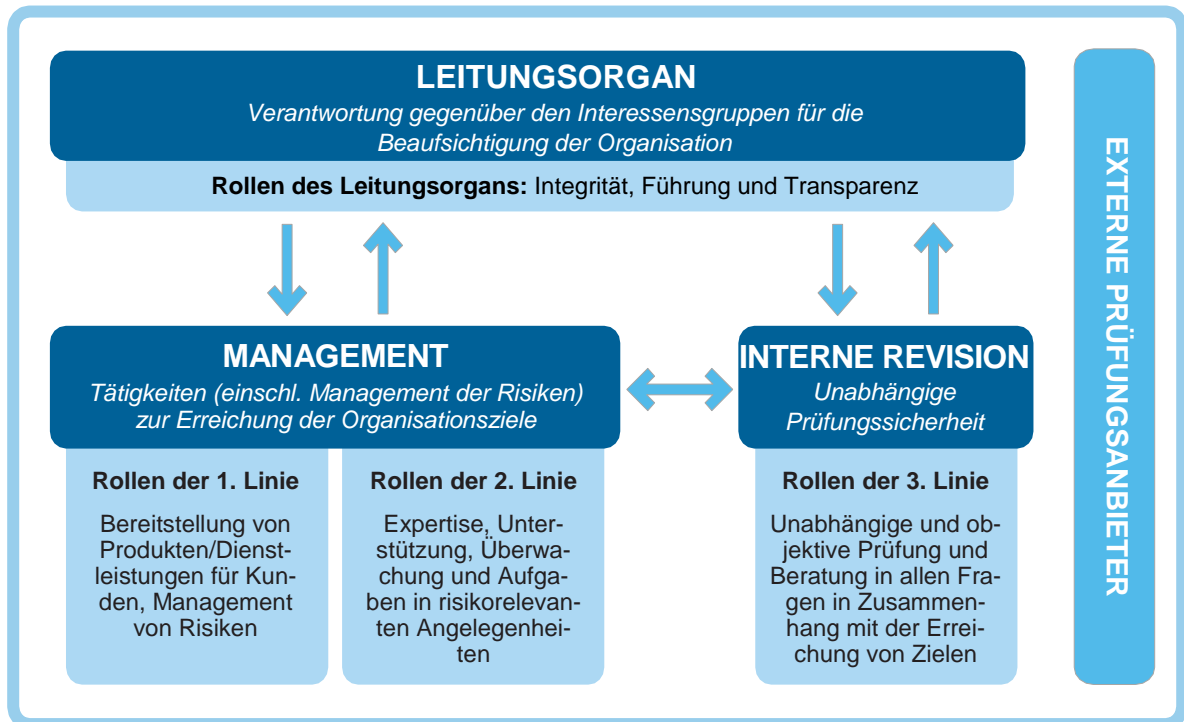 LEITUNGSORGAN
Verantwortung gegenüber den Interessensgruppen für die
Beaufsichtigung der Organisation
Rollen des Leitungsorgans: Integrität, Führung und Transparenz
MANAGEMENT
Tätigkeiten (einschl. Management der Risiken)
zur Erreichung der Organisationsziele
Rollen der 1. Linie
Bereitstellung von
Produkten/Dienst-
leistungen für Kun-
den, Management
von Risiken
Rollen der 2. Linie
Expertise, Unter-
stützung, Überwa-
chung und Aufga-
ben in risikorelevan-
ten Angelegenhei-
ten
INTERNE REVISION
Unabhängige
Prüfungssicherheit
Rollen der 3. Linie
Unabhängige und ob-
jektive Prüfung und
Beratung in allen Fra-
gen in Zusammen-
hang mit der Errei-
chung von Zielen
EXTERNE PRÜFUNGSANBIETER